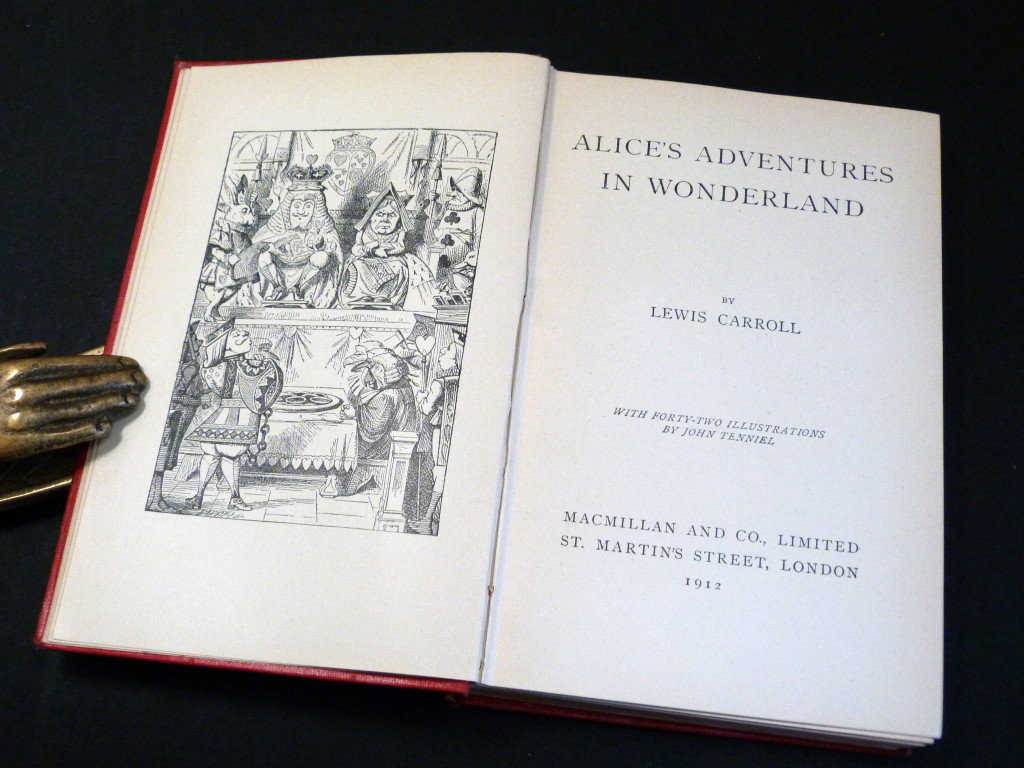 ALICE'S ADVENTURES
IN WONDERLAND
BY
LEWIS CARROLL
WITH FORTY-TWO ILLUSTRATIONS
BY JOHN TENNIEL
MACMILLAN AND CO., LIMITED
ST. MARTIN'S STREET, LONDON
1912